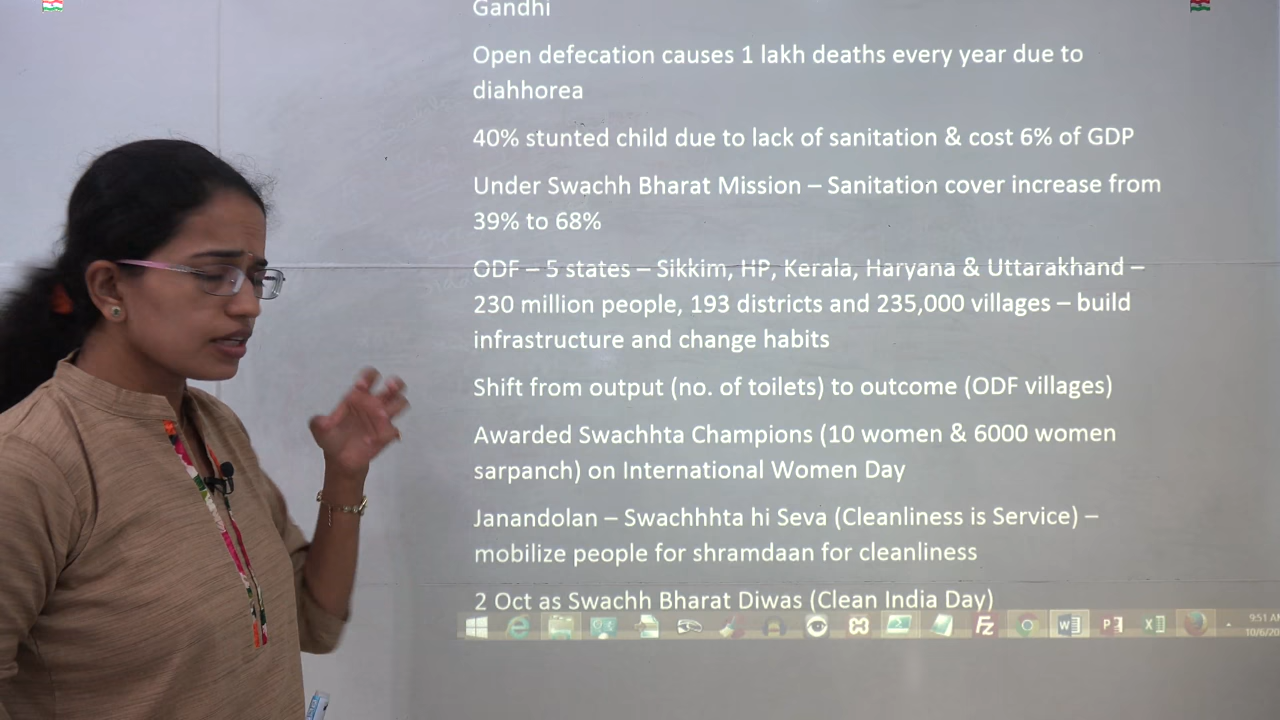 Gandhi
Open defecation causes 1 lakh deaths every year due to
diahhorea
40% stunted child due to lack of sanitation & cost 6% of GDP
Under Swachh Bharat Mission – Sanitation cover increase from
39% to 68%
ODF – 5 states – Sikkim, HP, Kerala, Haryana & Uttarakhand –
230 million people, 193 districts and 235,000 villages – build
infrastructure and change habits
Shift from output (no. of toilets) to outcome (ODF villages)
Awarded Swachhta Champions (10 women & 6000 women
sarpanch) on International Women Day
Janandolan – Swachhhta hi Seva (Cleanliness is Service) –
mobilize people for shramdaan for cleanliness
2 Oct as Swachh Bharat Diwas (Clean India Day)
9:51